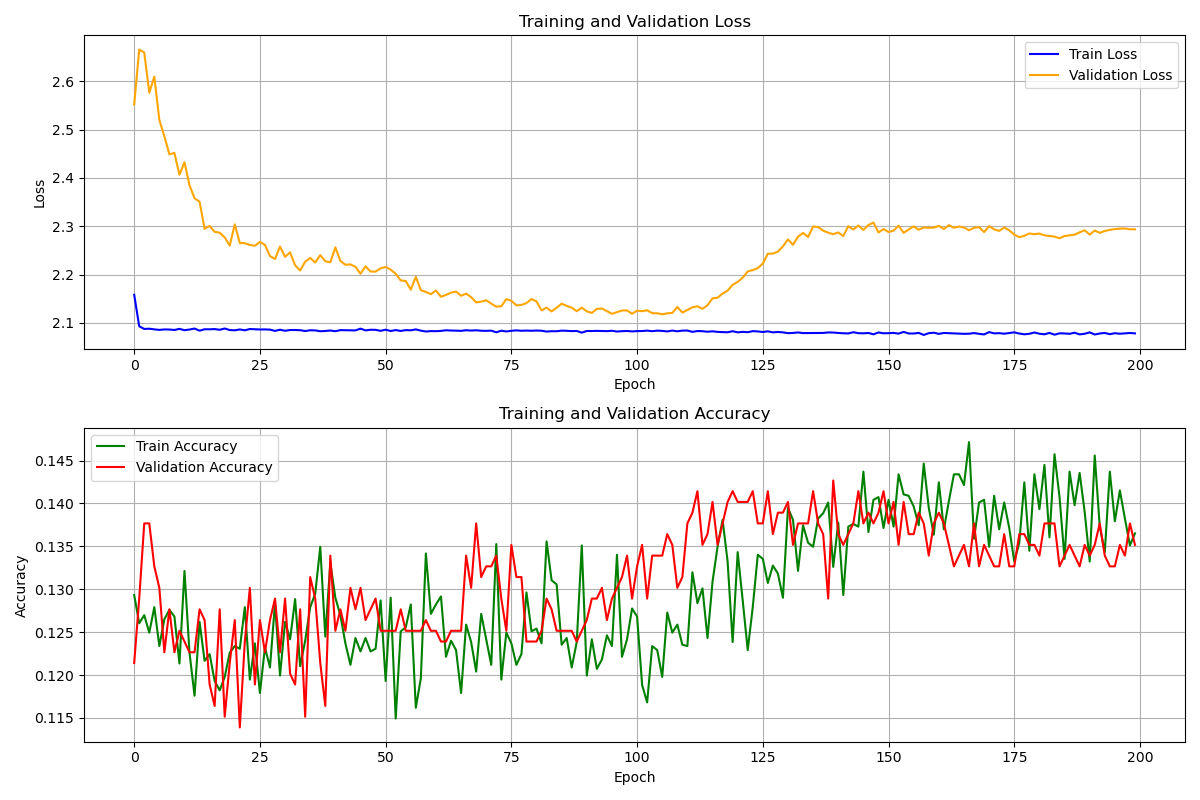 Training and Validation Loss
Train Loss
Validation Loss
Loss
2.6
2.5
2.4
2.3
2.2
2.1
0 25 50 75 100 125 150 175 200
Epoch
Training and Validation Accuracy
Train Accuracy
Validation Accuracy
Accuracy
0.145
0.140
0.135
0.130
0.125
0.120
0.115
0 25 50 75 100 125 150 175 200
Epoch